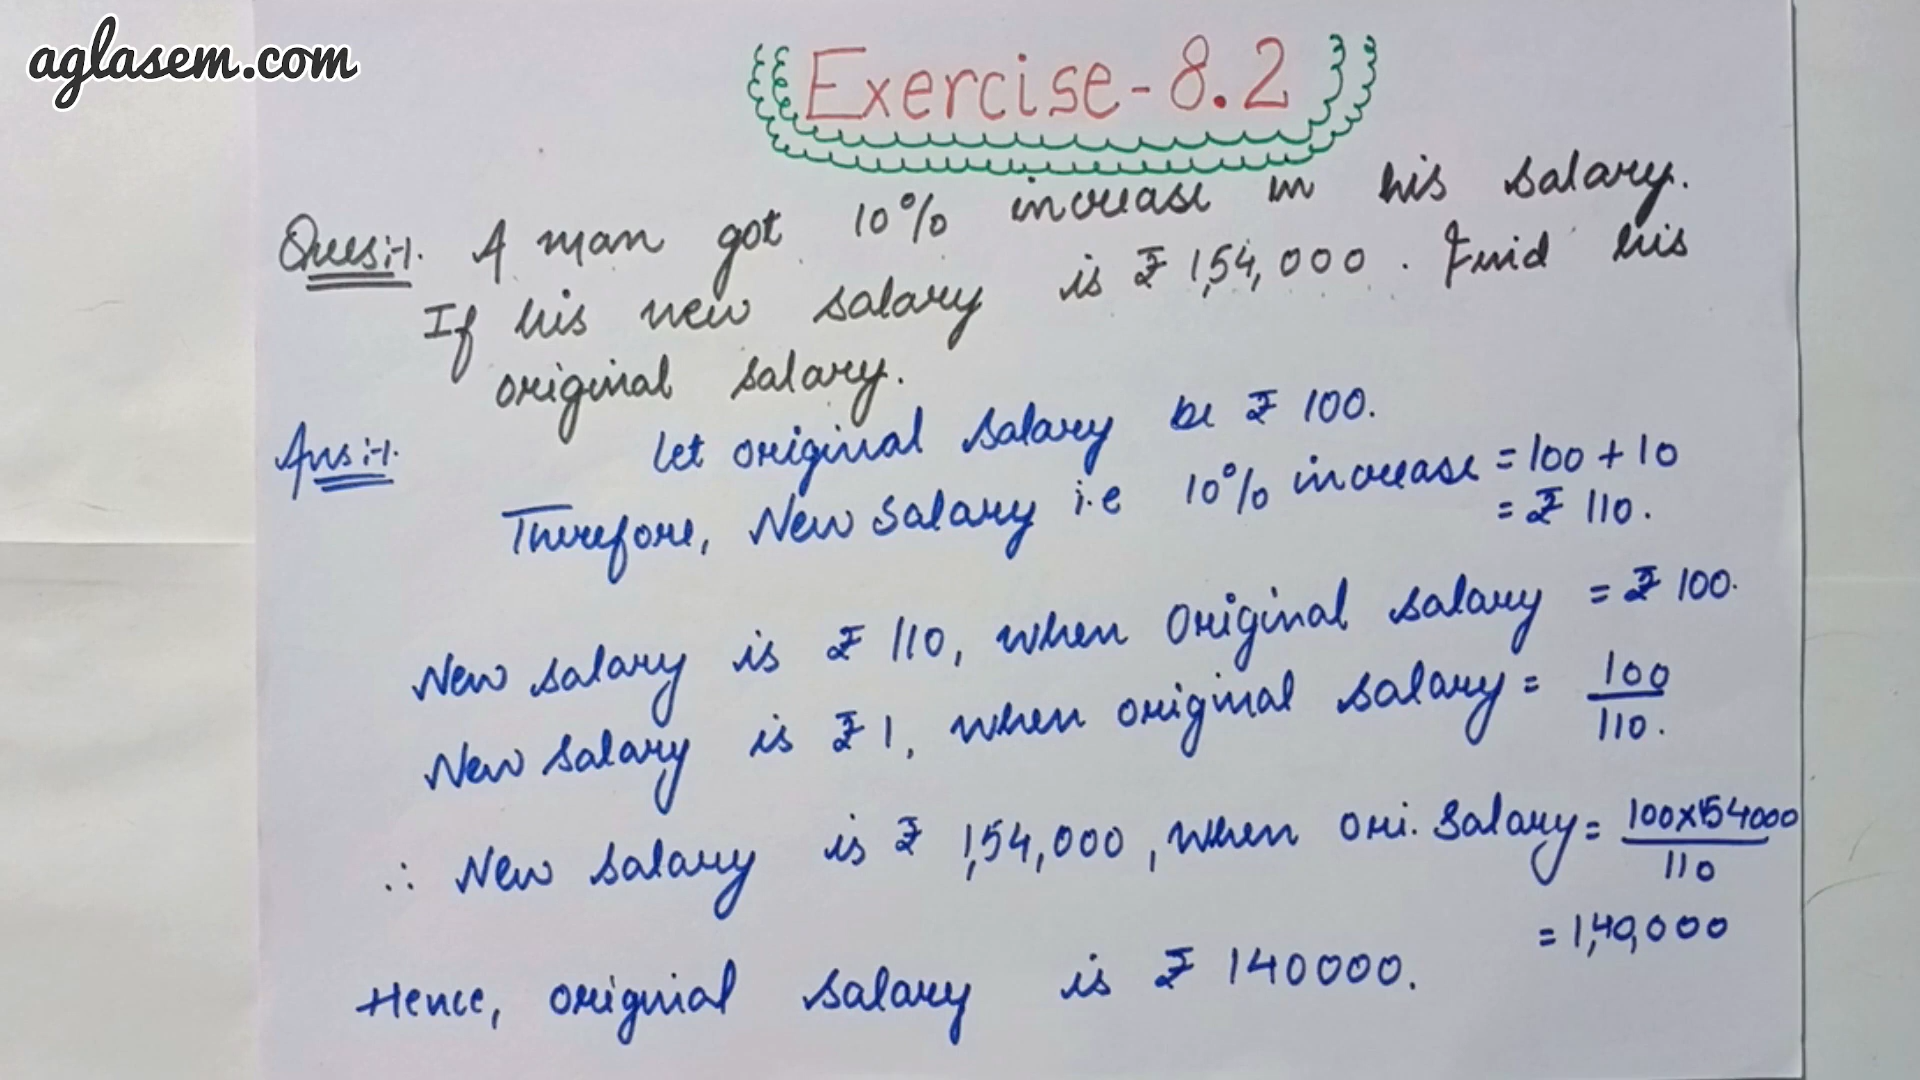 aglasem.com
Exercise-8.2
Ques:-1. A man got 10% increase in his salary.
If his new salary is ₹ 1,54,000. Find his
original salary.
Ans:-1. Let original salary be ₹ 100.
Therefore, New Salary i.e 10% increase = 100 + 10
= ₹ 110.
New salary is ₹ 110, when Original salary = ₹ 100.
New salary is ₹ 1, when original salary = 100/110.
∴ New salary is ₹ 1,54,000, when ori. Salary = 100×154000/110
= 1,40,000
Hence, original salary is ₹ 140000.